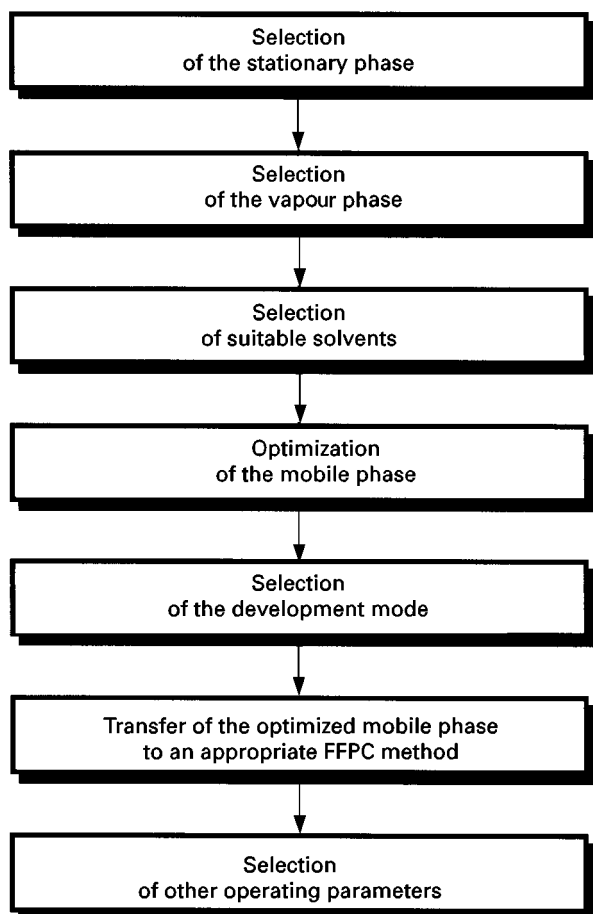 Selection
of the stationary phase
Selection
of the vapour phase
Selection
of suitable solvents
Optimization
of the mobile phase
Selection
of the development mode
Transfer of the optimized mobile phase
to an appropriate FFPC method
Selection
of other operating parameters